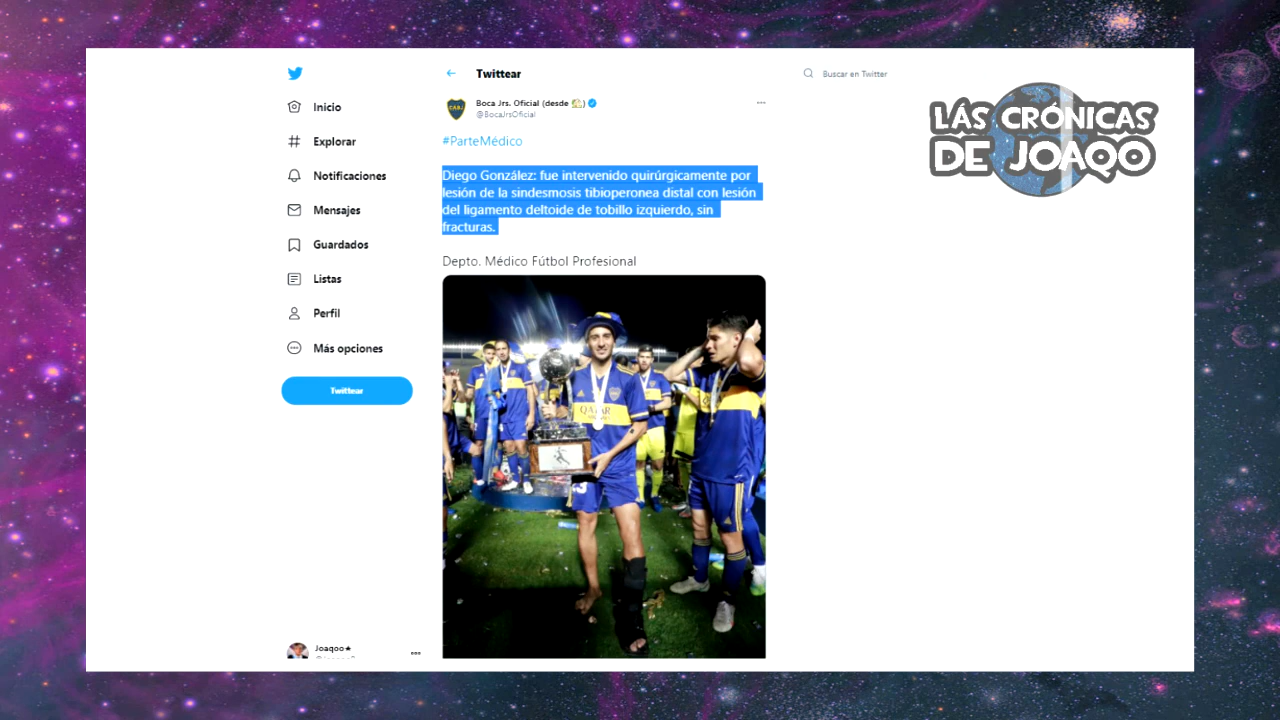 Twittear
Buscar en Twitter
LÁS CRÓNICAS
DE JOAQO
Inicio
Explorar
Notificaciones
Mensajes
Guardados
Listas
Perfil
Más opciones
Twittear
Boca Jrs. Oficial (desde
)
@BocaJrsOficial
#ParteMédico
Diego González: fue intervenido quirúrgicamente por
lesión de la sindesmosis tibioperonea distal con lesión
del ligamento deltoide de tobillo izquierdo, sin
fracturas.
Depto. Médico Fútbol Profesional
QATAR
Joaqoo★